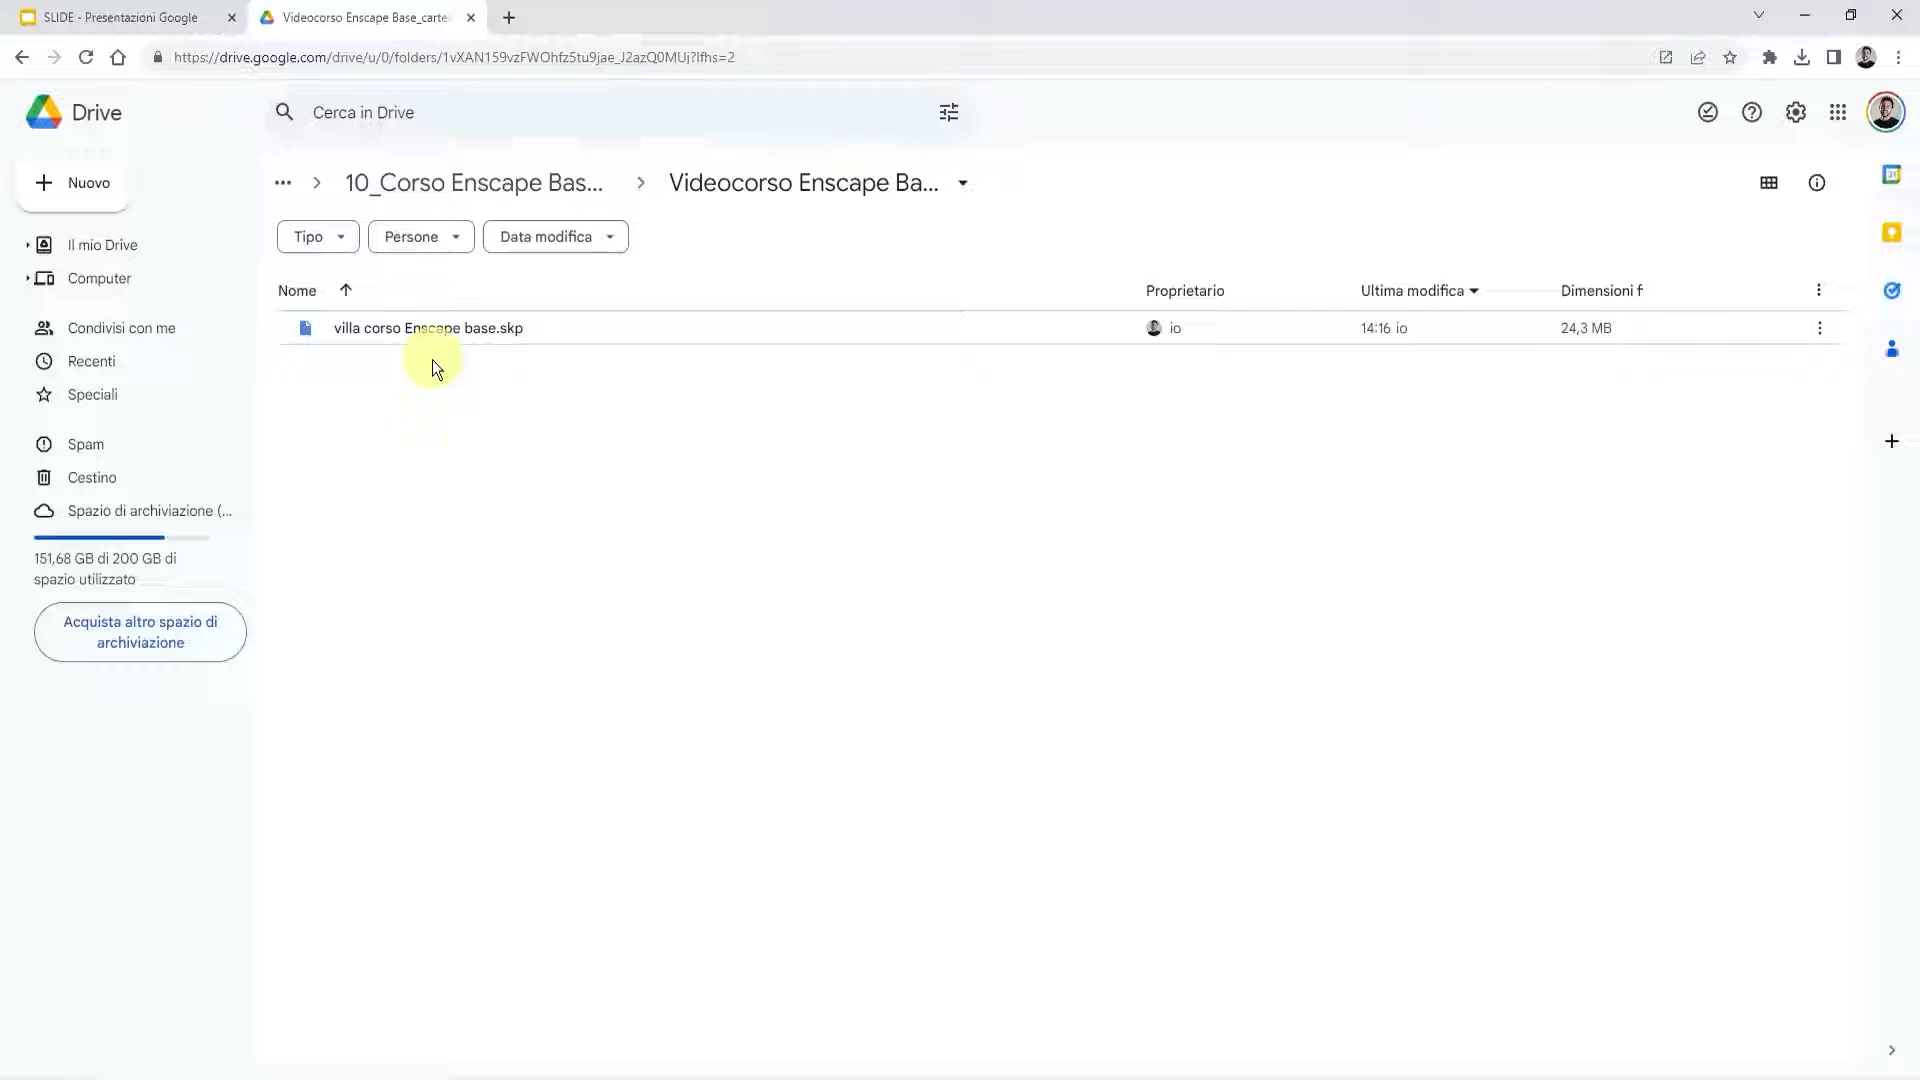 SLIDE - Presentazioni Google
Videocorso Enscape Base_carte
https://drive.google.com/drive/u/0/folders/1vXAN159vzFWOhfz5tu9jae_J2azQ0MUj?lfhs=2
Drive
Cerca in Drive
Nuovo
... > 10_Corso Enscape Bas... > Videocorso Enscape Ba...
Tipo
Persone
Data modifica
Il mio Drive
Computer
Condivisi con me
Recenti
Speciali
Spam
Cestino
Spazio di archiviazione (...
151,68 GB di 200 GB di
spazio utilizzato
Acquista altro spazio di
archiviazione
Nome
Proprietario
Ultima modifica
Dimensioni f
villa corso Enscape base.skp
io
14:16 io
24,3 MB
31